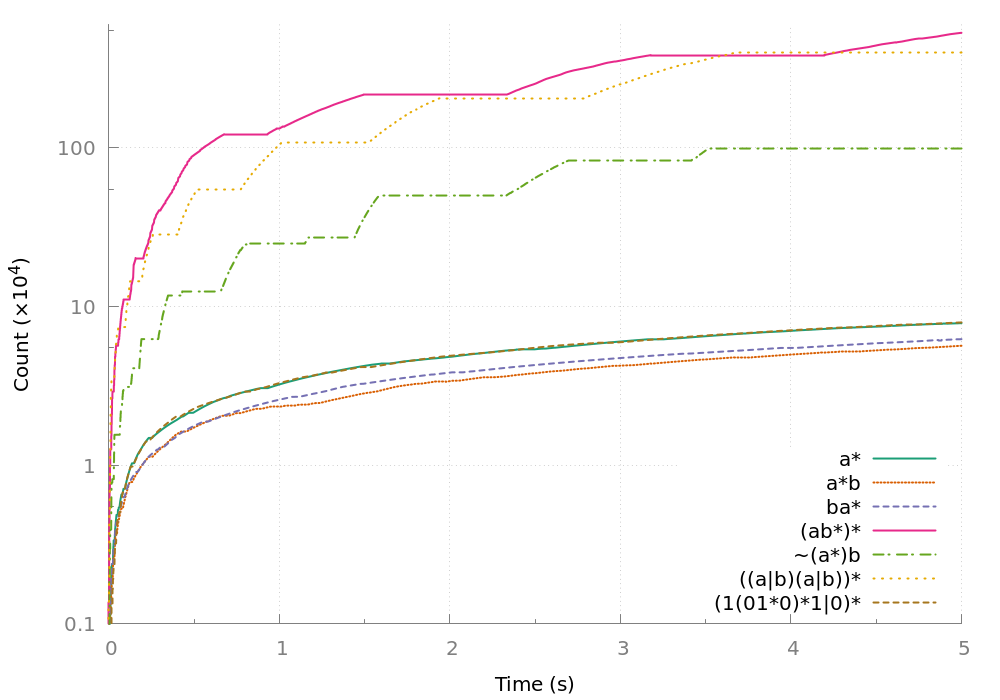 Count (×10⁴)
100
10
1
0.1
0 1 2 3 4 5
Time (s)
a*
a*b
ba*
(ab*)*
~(a*)b
((a|b)(a|b))*
(1(01*0)*1|0)*